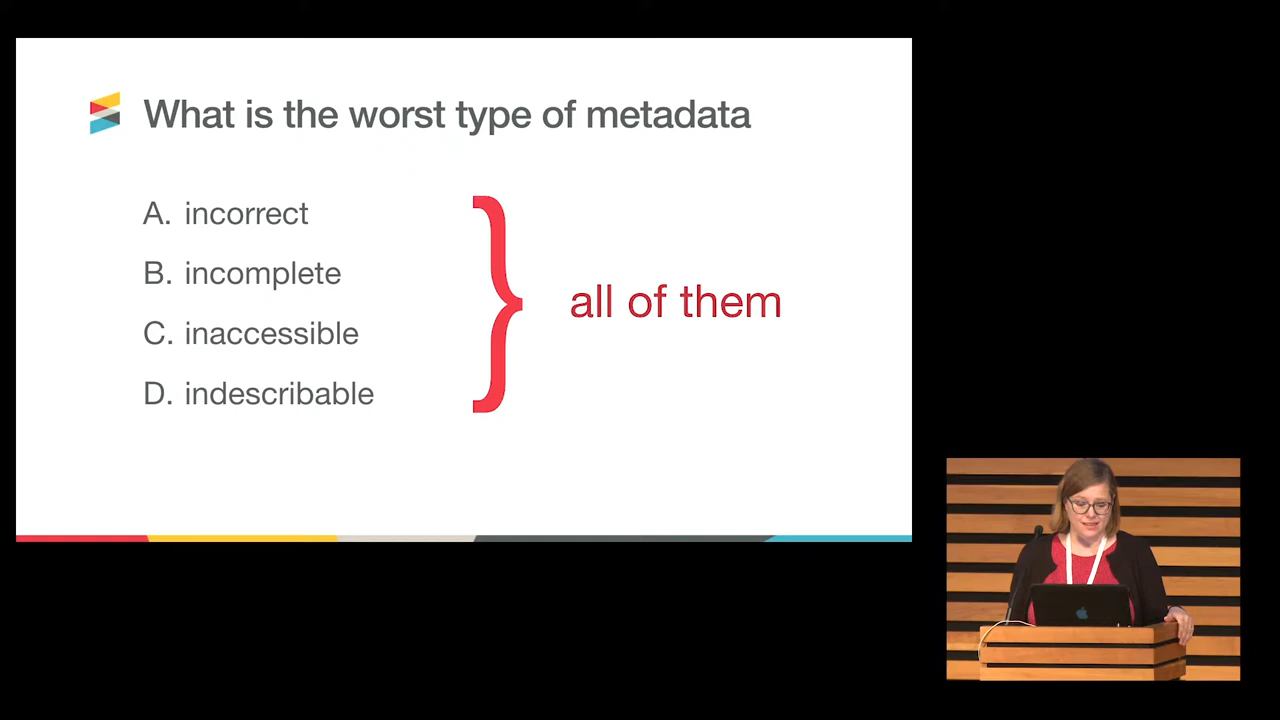 What is the worst type of metadata
A. incorrect
B. incomplete
C. inaccessible
D. indescribable
all of them